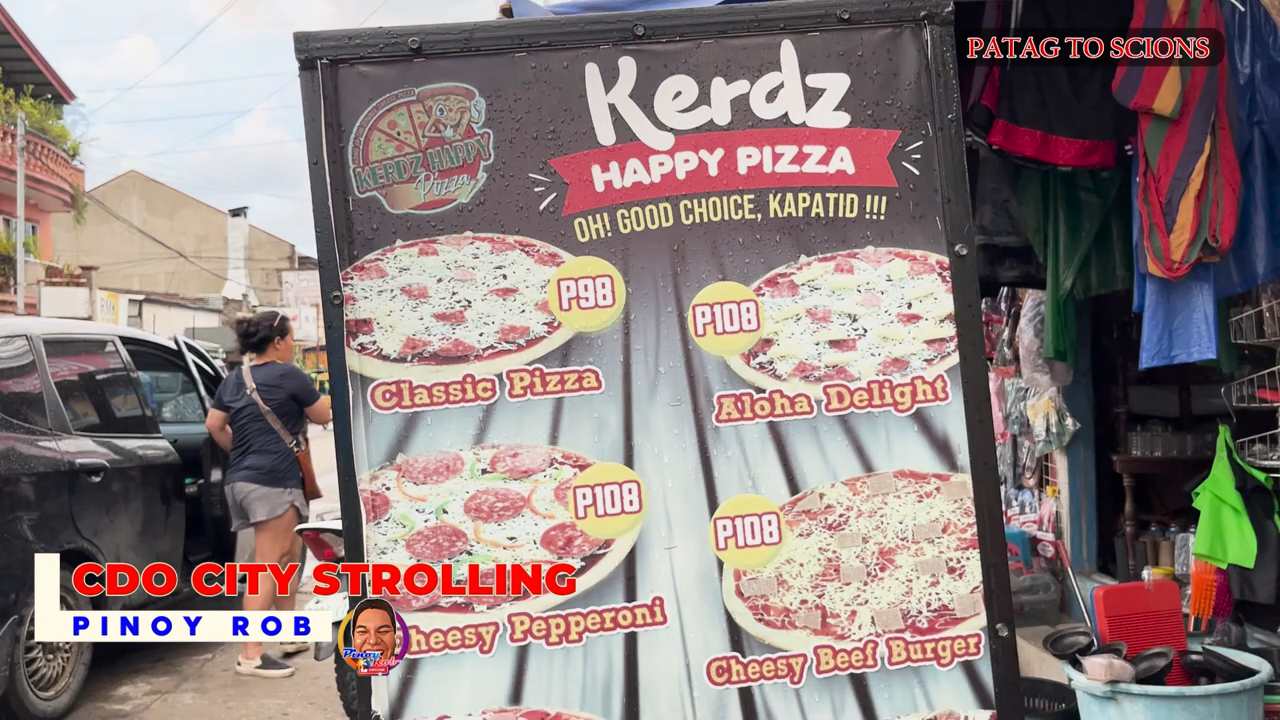 PATAG TO SCIONS
Kerdz
HAPPY PIZZA
OH! GOOD CHOICE, KAPATID !!!
KERDZ HAPPY
Pizza
P98
Classic Pizza
P108
Aloha Delight
P108
Cheesy Pepperoni
P108
Cheesy Beef Burger
CDO CITY STROLLING
PINOY ROB